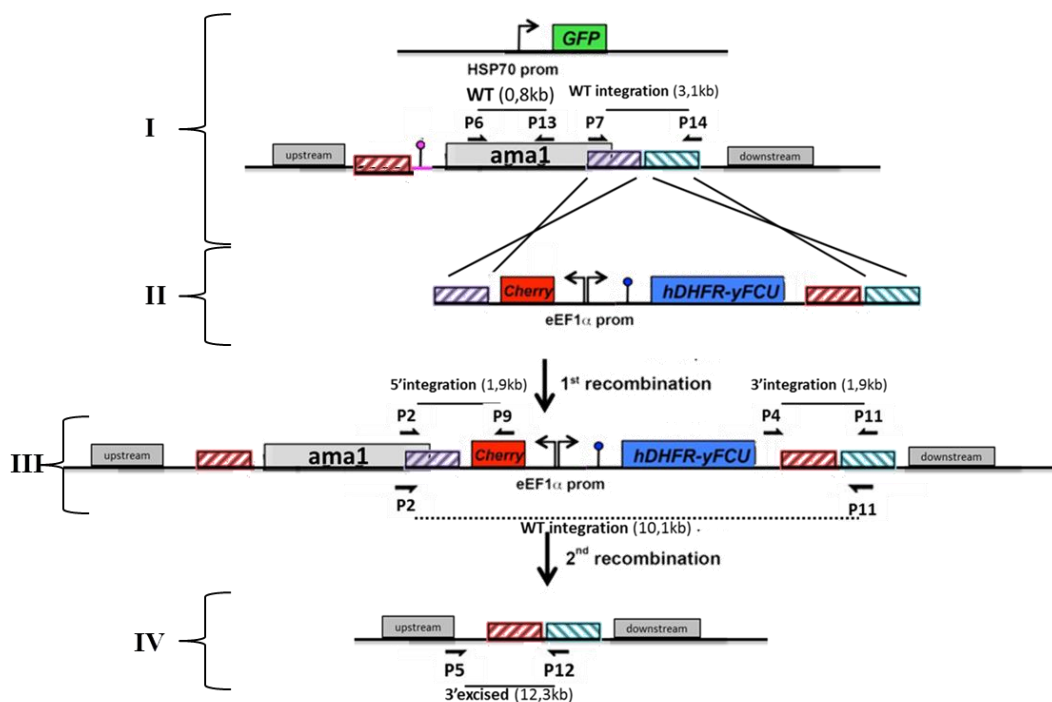 GFP
HSP70 prom
WT (0,8kb)
WT integration (3,1kb)
P6 P13 P7 P14
I
upstream ama1 downstream
II
Cherry hDHFR-yFCU
eEF1α prom
1st recombination
5'integration (1,9kb) 3'integration (1,9kb)
P2 P9 P4 P11
III
upstream ama1 Cherry hDHFR-yFCU downstream
eEF1α prom
P2 P11
WT integration (10,1kb)
2nd recombination
IV
upstream downstream
P5 P12
3'excised (12,3kb)